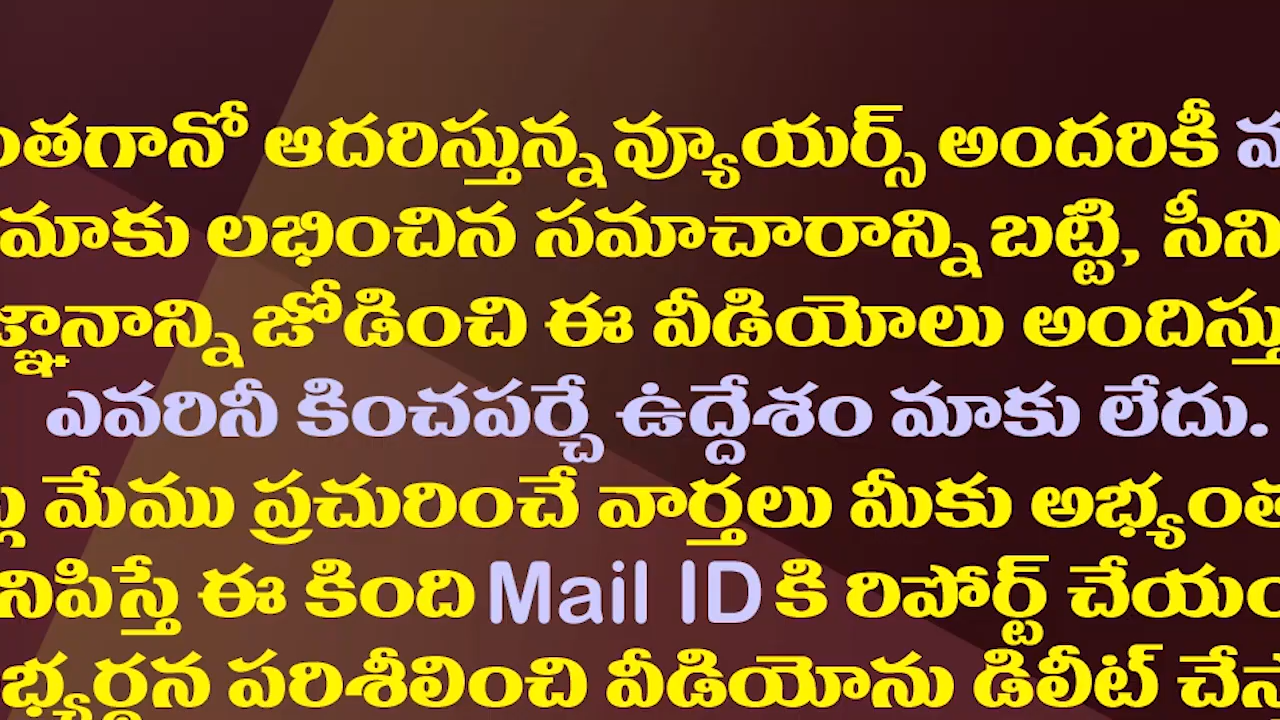 ంతగానో ఆదరిస్తున్న వ్యూయర్స్ అందరికీ
మాకు లభించిన సమాచారాన్ని బట్టి, సీని
జ్ఞానాన్ని జోడించి ఈ వీడియోలు అందిస్తు
ఎవరినీ కించపర్చే ఉద్దేశం మాకు లేదు.
మేము ప్రచురించే వార్తలు మీకు అభ్యంత
నిపిస్తే ఈ కింది Mail ID కి రిపోర్ట్ చేయం
భ్యర్థన పరిశీలించి వీడియోను డిలీట్ చేస